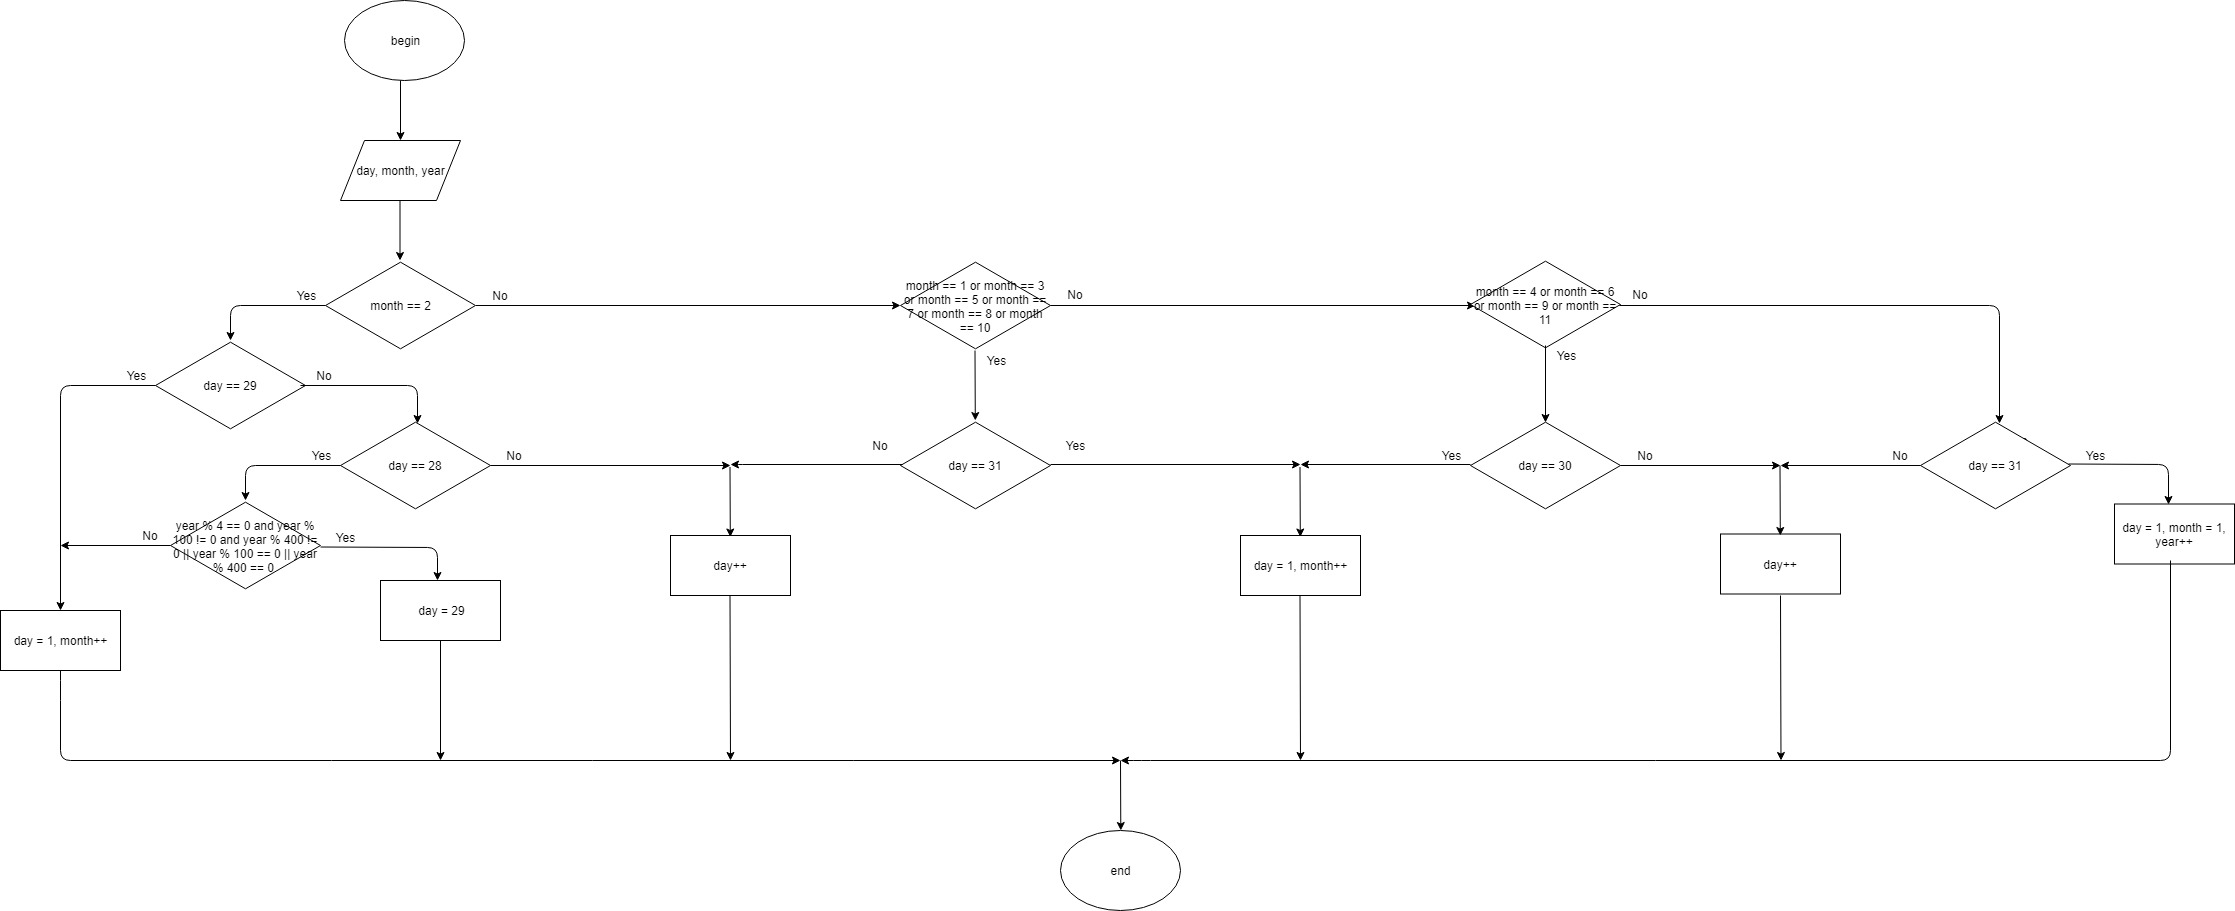 begin
day, month, year
Yes
month == 2
No
month == 1 or month == 3
or month == 5 or month ==
7 or month == 8 or month
== 10
No
month == 4 or month == 6
or month == 9 or month ==
11
No
Yes
Yes
Yes
day == 29
No
Yes
day == 28
No
No
day == 31
Yes
Yes
day == 30
No
No
day == 31
Yes
No
year % 4 == 0 and year %
100 != 0 and year % 400 !=
0 || year % 100 == 0 || year
% 400 == 0
Yes
day = 1, month = 1,
year++
day++
day = 1, month++
day++
day = 29
day = 1, month++
end